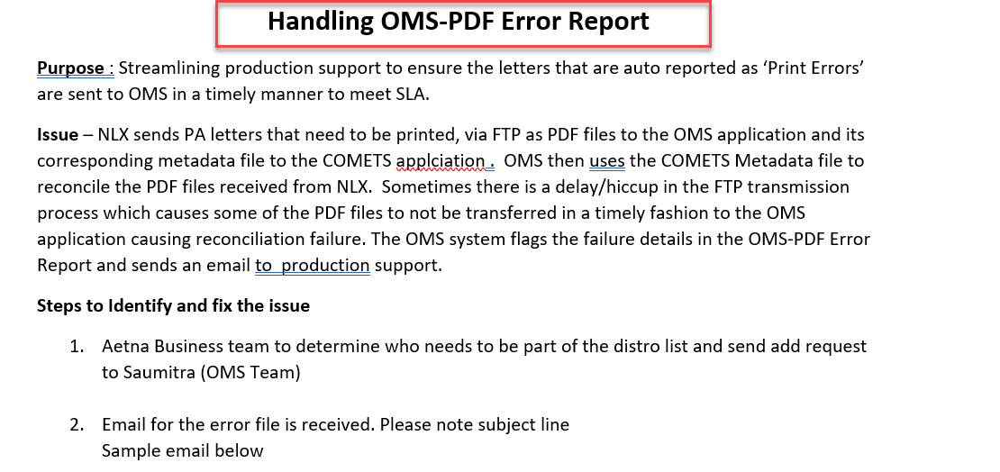 Handling OMS-PDF Error Report
Purpose : Streamlining production support to ensure the letters that are auto reported as ‘Print Errors’
are sent to OMS in a timely manner to meet SLA.
Issue – NLX sends PA letters that need to be printed, via FTP as PDF files to the OMS application and its
corresponding metadata file to the COMETS applciation . OMS then uses the COMETS Metadata file to
reconcile the PDF files received from NLX. Sometimes there is a delay/hiccup in the FTP transmission
process which causes some of the PDF files to not be transferred in a timely fashion to the OMS
application causing reconciliation failure. The OMS system flags the failure details in the OMS-PDF Error
Report and sends an email to production support.
Steps to Identify and fix the issue
1. Aetna Business team to determine who needs to be part of the distro list and send add request
to Saumitra (OMS Team)
2. Email for the error file is received. Please note subject line
Sample email below